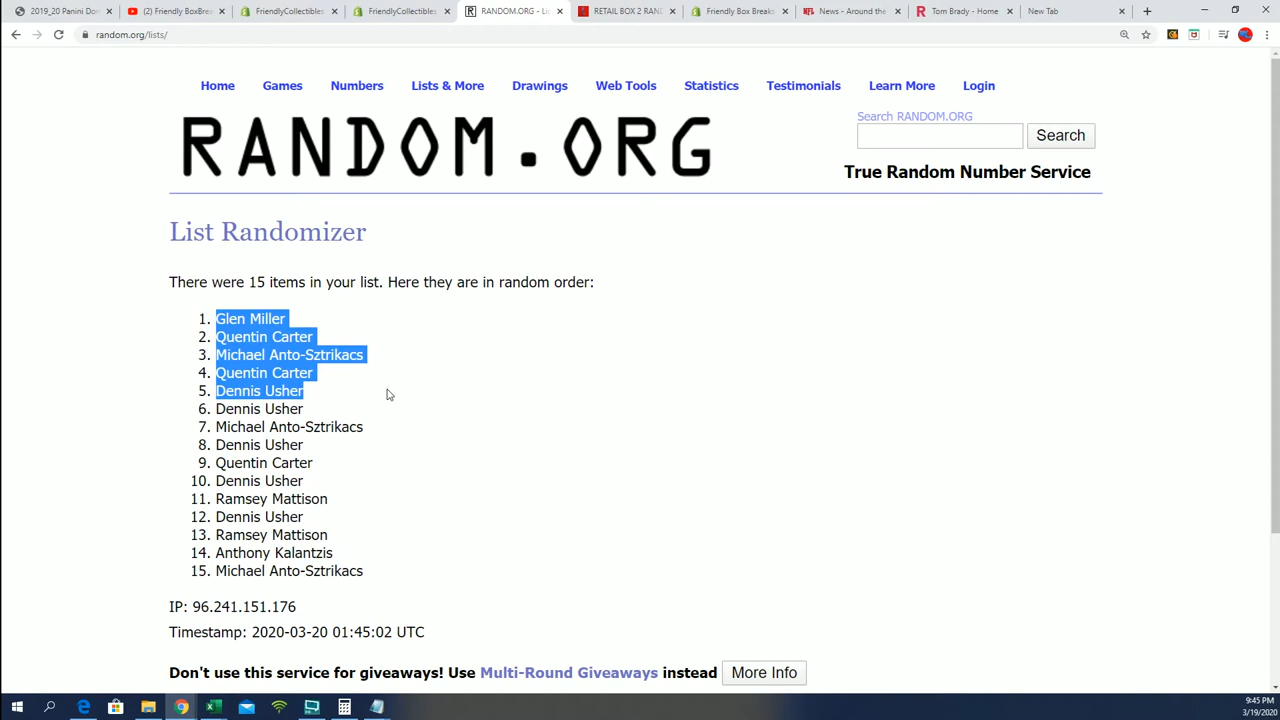 2019_20 Panini Don
(2) Friendly BoxBre
FriendlyCollectibles
FriendlyCollectibles
RANDOM.ORG - Li
RETAIL BOX 2 RAN
Friendly Box Breaks
News - Around the
Tom Brady - Home
New Tab
random.org/lists/
Home Games Numbers Lists & More Drawings Web Tools Statistics Testimonials Learn More Login
RANDOM.ORG
Search RANDOM.ORG
Search
True Random Number Service
List Randomizer
There were 15 items in your list. Here they are in random order:
1. Glen Miller
2. Quentin Carter
3. Michael Anto-Sztrikacs
4. Quentin Carter
5. Dennis Usher
6. Dennis Usher
7. Michael Anto-Sztrikacs
8. Dennis Usher
9. Quentin Carter
10. Dennis Usher
11. Ramsey Mattison
12. Dennis Usher
13. Ramsey Mattison
14. Anthony Kalantzis
15. Michael Anto-Sztrikacs
IP: 96.241.151.176
Timestamp: 2020-03-20 01:45:02 UTC
Don't use this service for giveaways! Use Multi-Round Giveaways instead More Info
9:45 PM
3/19/2020